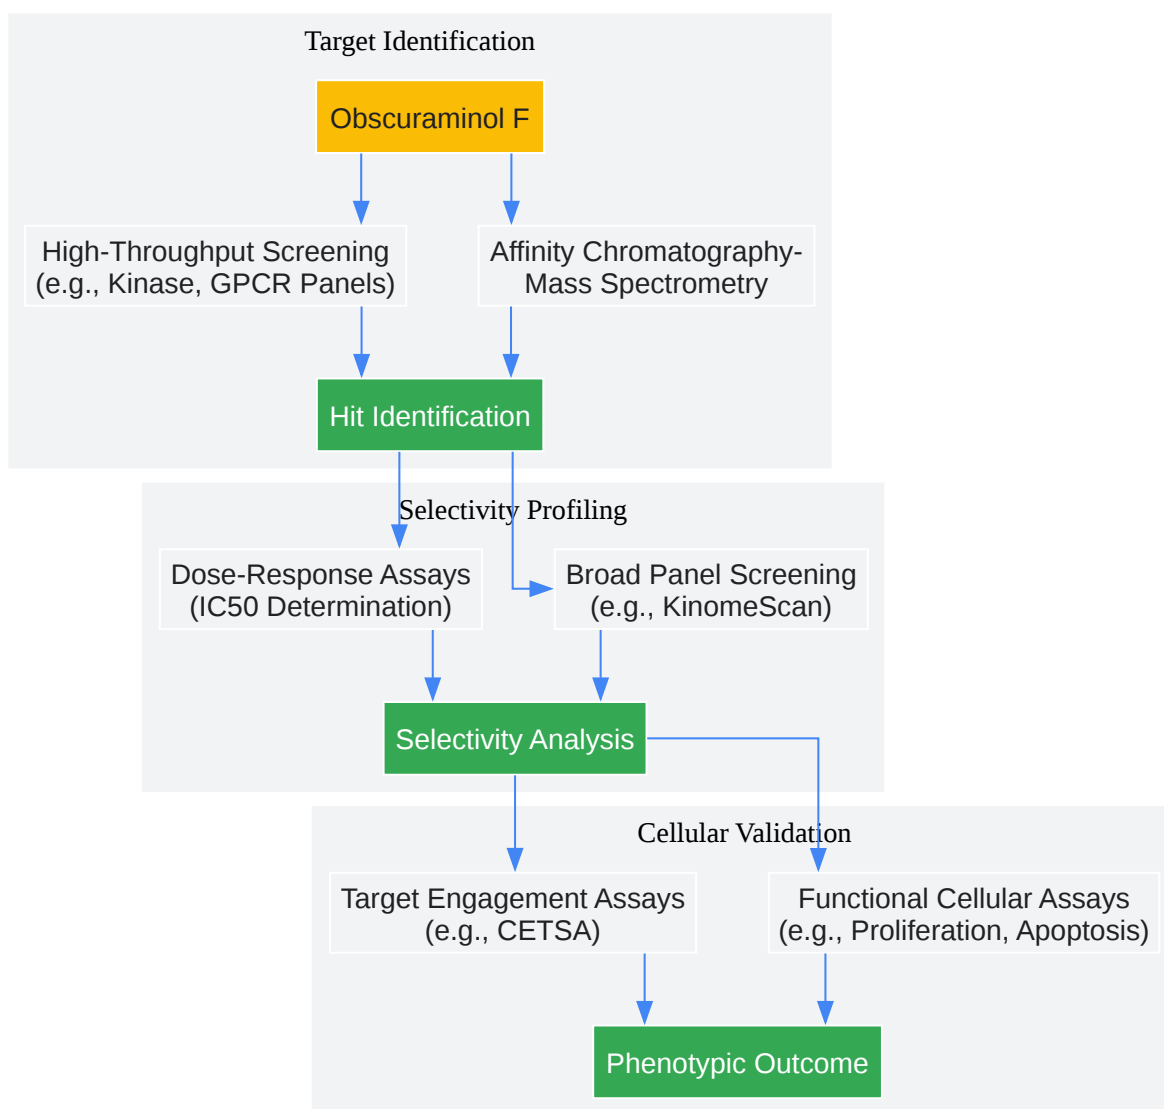 Target Identification
Obscuraminol F
High-Throughput Screening
(e.g., Kinase, GPCR Panels)
Affinity Chromatography-
Mass Spectrometry
Hit Identification
Selectivity Profiling
Dose-Response Assays
(IC50 Determination)
Broad Panel Screening
(e.g., KinomeScan)
Selectivity Analysis
Cellular Validation
Target Engagement Assays
(e.g., CETSA)
Functional Cellular Assays
(e.g., Proliferation, Apoptosis)
Phenotypic Outcome